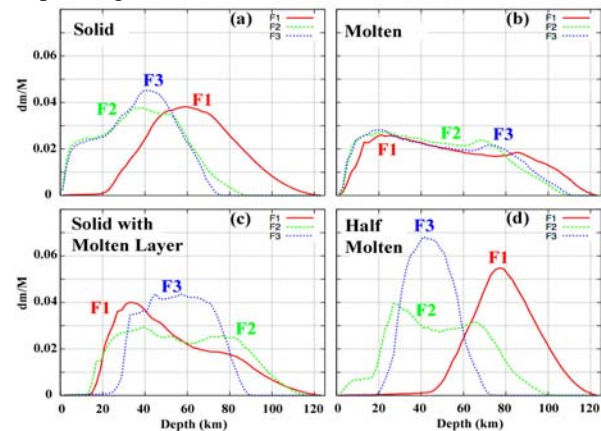 (a)
Solid
F1
F2
F3
0.06
0.04
0.02
0
dm/M
F3
F2
F1
(b)
Molten
F1
F2
F3
F1
F2
F3
(c)
Solid with
Molten Layer
F1
F2
F3
0.06
0.04
0.02
0
dm/M
F1
F3
F2
0 20 40 60 80 100 120
Depth (km)
(d)
Half
Molten
F1
F2
F3
F3
F1
F2
0 20 40 60 80 100 120
Depth (km)